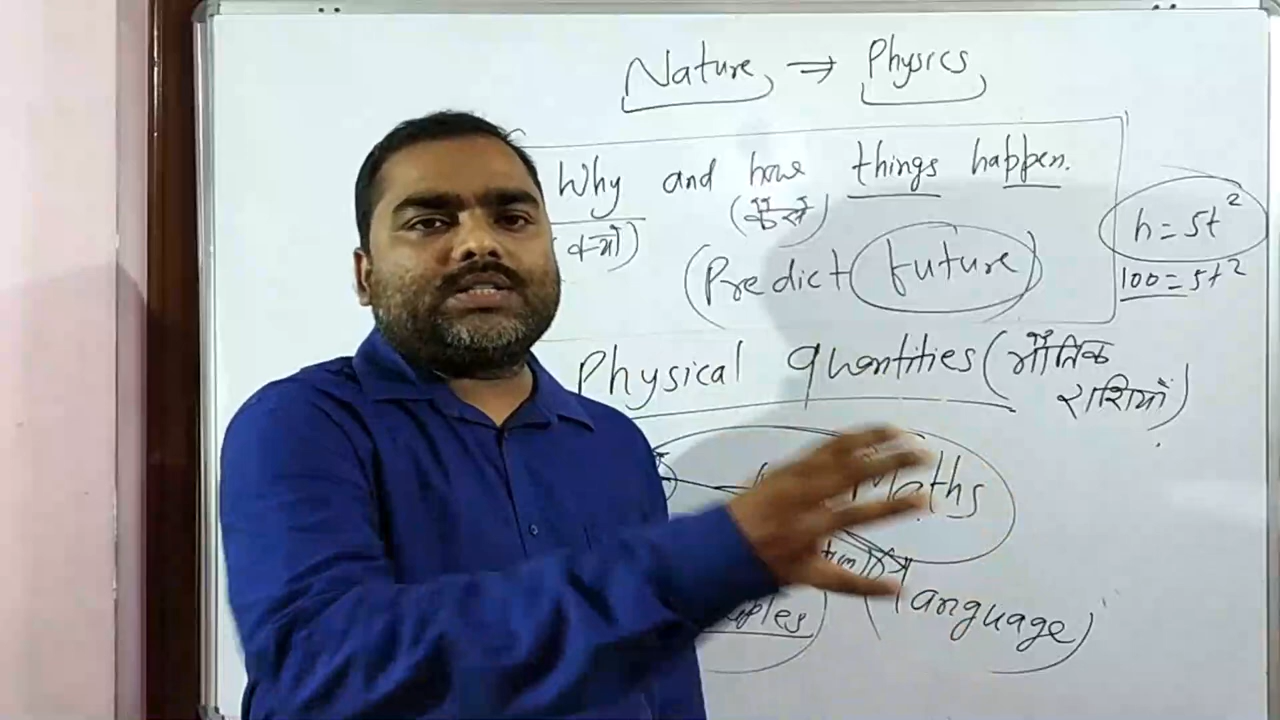 Nature ⇒ Physics
Why and how things happen.
(क्यों) (कैसे)
(Predict future)
h = 5t²
100 = 5t²
Physical quantities (भौतिक
राशियाँ)
Maths
(language)